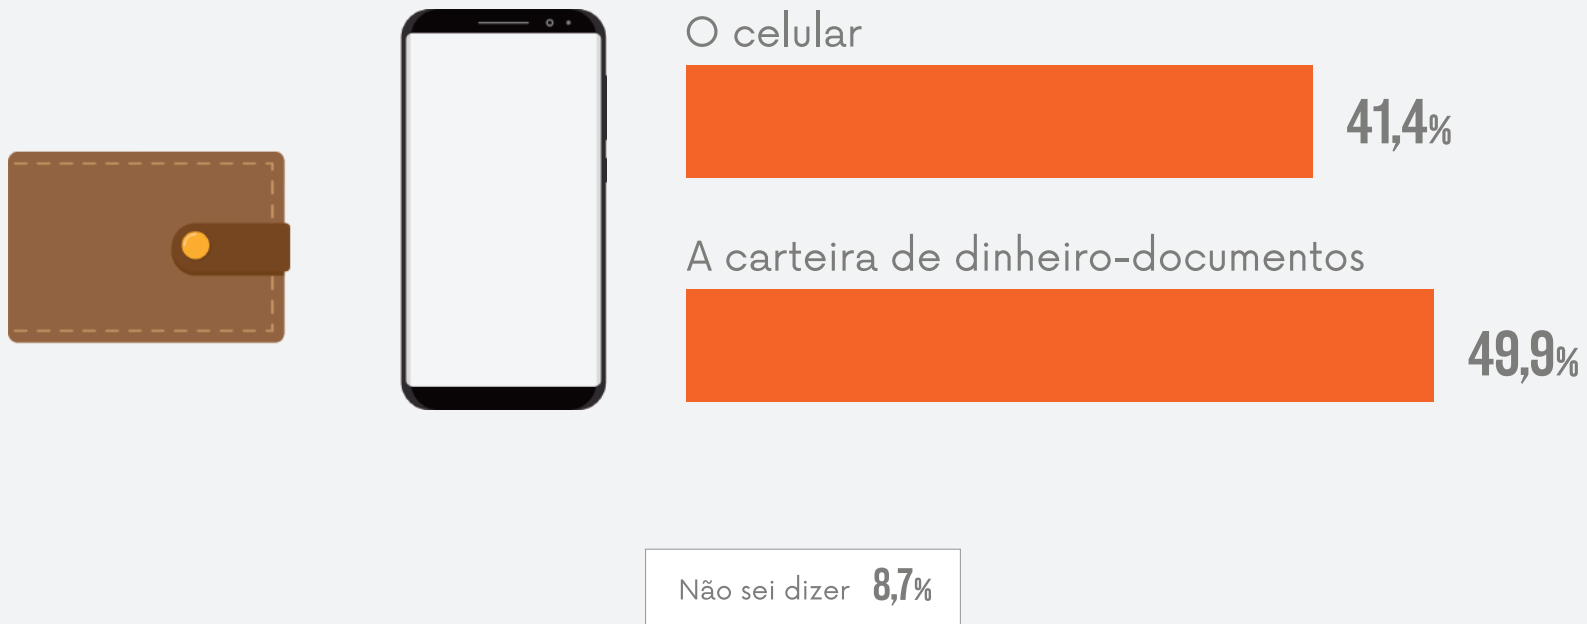 O celular
41,4%
A carteira de dinheiro-documentos
49,9%
Não sei dizer 8,7%